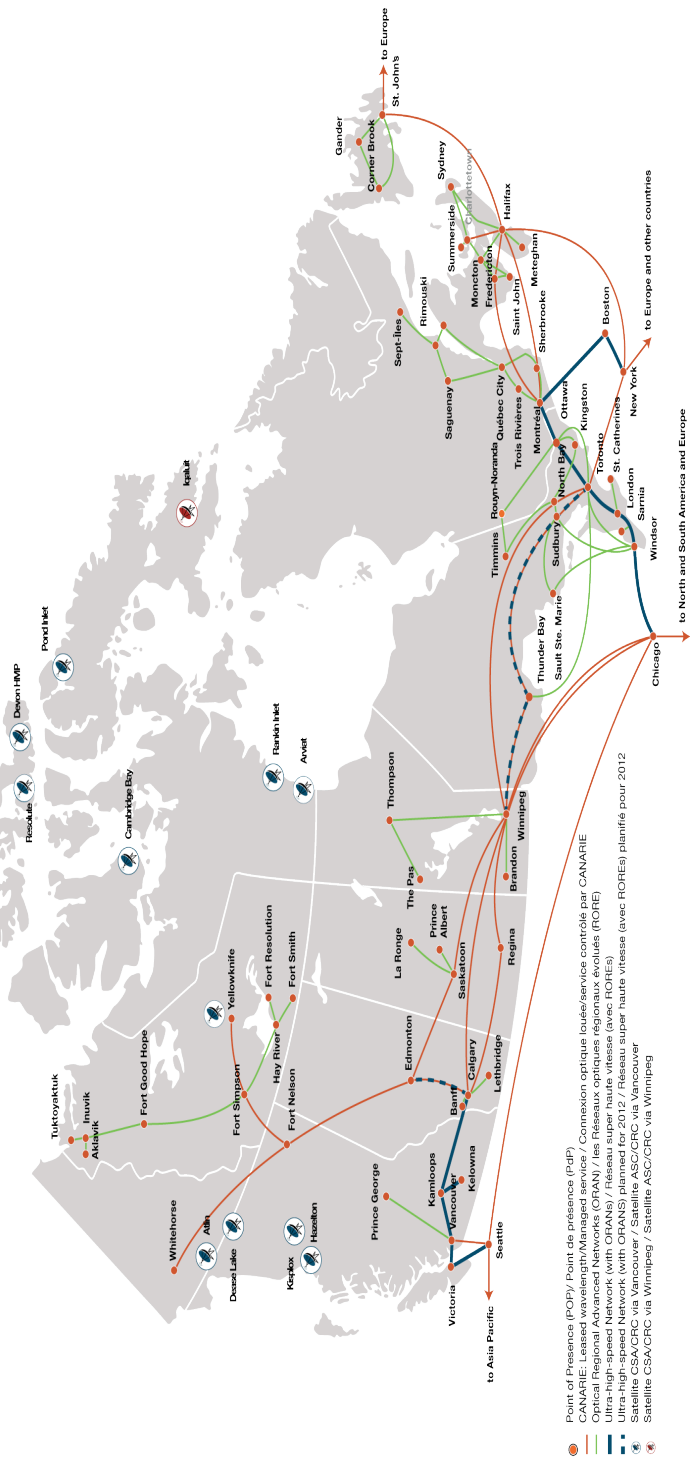 Tuktoyaktuk
Inuvik
Aklavik
Fort Good Hope
Whitehorse
Atlin
Dease Lake
Kispiox
Hazelton
Prince George
Victoria
Vancouver
Kamloops
Kelowna
Seattle
to Asia Pacific
Fort Simpson
Fort Nelson
Hay River
Yellowknife
Fort Resolution
Fort Smith
Edmonton
Banff
Calgary
Lethbridge
La Ronge
Prince
Albert
Saskatoon
Regina
The Pas
Thompson
Brandon
Winnipeg
Resolute
Devon HMP
Pond Inlet
Cambridge Bay
Rankin Inlet
Arviat
Iqaluit
Thunder Bay
Sault Ste. Marie
Sudbury
North Bay
Timmins
Rouyn-Noranda
Chicago
to North and South America and Europe
Windsor
Sarnia
London
St. Catherines
Toronto
Kingston
Ottawa
Montréal
Trois Rivières
Québec City
Sherbrooke
Saguenay
Rimouski
Sept-Îles
Boston
New York
to Europe and other countries
Saint John
Fredericton
Moncton
Summerside
Charlottetown
Sydney
Halifax
Meteghan
Corner Brook
Gander
St. John's
to Europe
Point of Presence (POP)/ Point de présence (PdP)
CANARIE: Leased wavelength/Managed service / Connexion optique louée/service contrôlé par CANARIE
Optical Regional Advanced Networks (ORAN) / les Réseaux optiques régionaux évolués (RORE)
Ultra-high-speed Network (with ORANs) / Réseau super haute vitesse (avec ROREs)
Ultra-high-speed Network (with ORANS) planned for 2012 / Réseau super haute vitesse (avec ROREs) planifié pour 2012
Satellite CSA/CRC via Vancouver / Satellite ASC/CRC via Vancouver
Satellite CSA/CRC via Winnipeg / Satellite ASC/CRC via Winnipeg